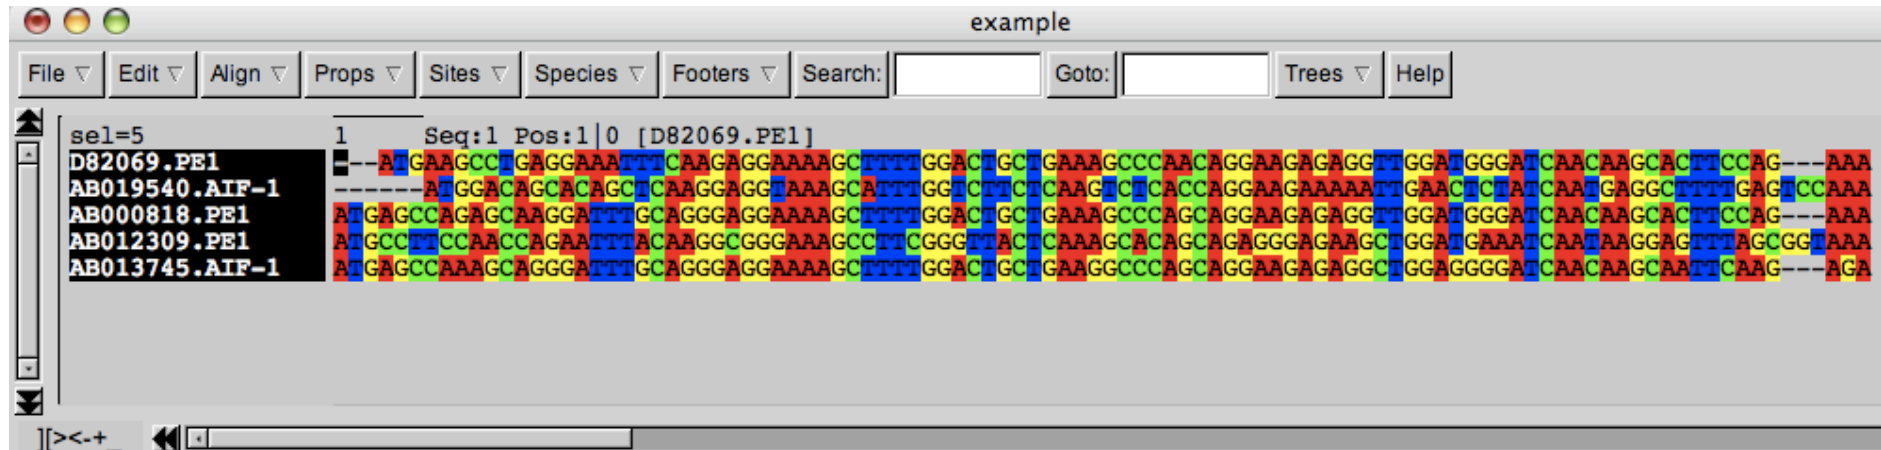 example
File Edit Align Props Sites Species Footers Search: Goto: Trees Help
sel=5 1 Seq:1 Pos:1|0 [D82069.PE1]
D82069.PE1 ---ATGAAGCCTGAGGAAATTTCAAGAGGAAAAGCTTTTGGACTGCTGAAAGCCCAACAGGAAGAGAGGTTGGATGGGATCAACAAGCACTTCCAG---AAA
AB019540.AIF-1 ------ATGGACAGCACAGCTCAAGGAGGTAAAGCATTTGGTCTTCTCAAGTCTCACCAGGAAGAAAAATTGAACTCTATCAATGAGGCTTTTGAGTCCAAA
AB000818.PE1 ATGAGCCAGAGCAAGGATTTGCAGGGAGGAAAAGCTTTTGGACTGCTGAAAGCCCAGCAGGAAGAGAGGTTGGATGGGATCAACAAGCACTTCCAG---AAA
AB012309.PE1 ATGCCTTCCAACCAGAATTTACAAGGCGGGAAAGCCTTCGGGTTACTCAAAGCACAGCAGAGGGAGAAGCTGGATGAAATCAATAAGGAGTTTAGCGGTAAA
AB013745.AIF-1 ATGAGCCAAAGCAGGGATTTGCAGGGAGGAAAAGCTTTTGGACTGCTGAAGGCCCAGCAGGAAGAGAGGCTGGAGGGGATCAACAAGCAATTCAAG---AGA
][><-+_